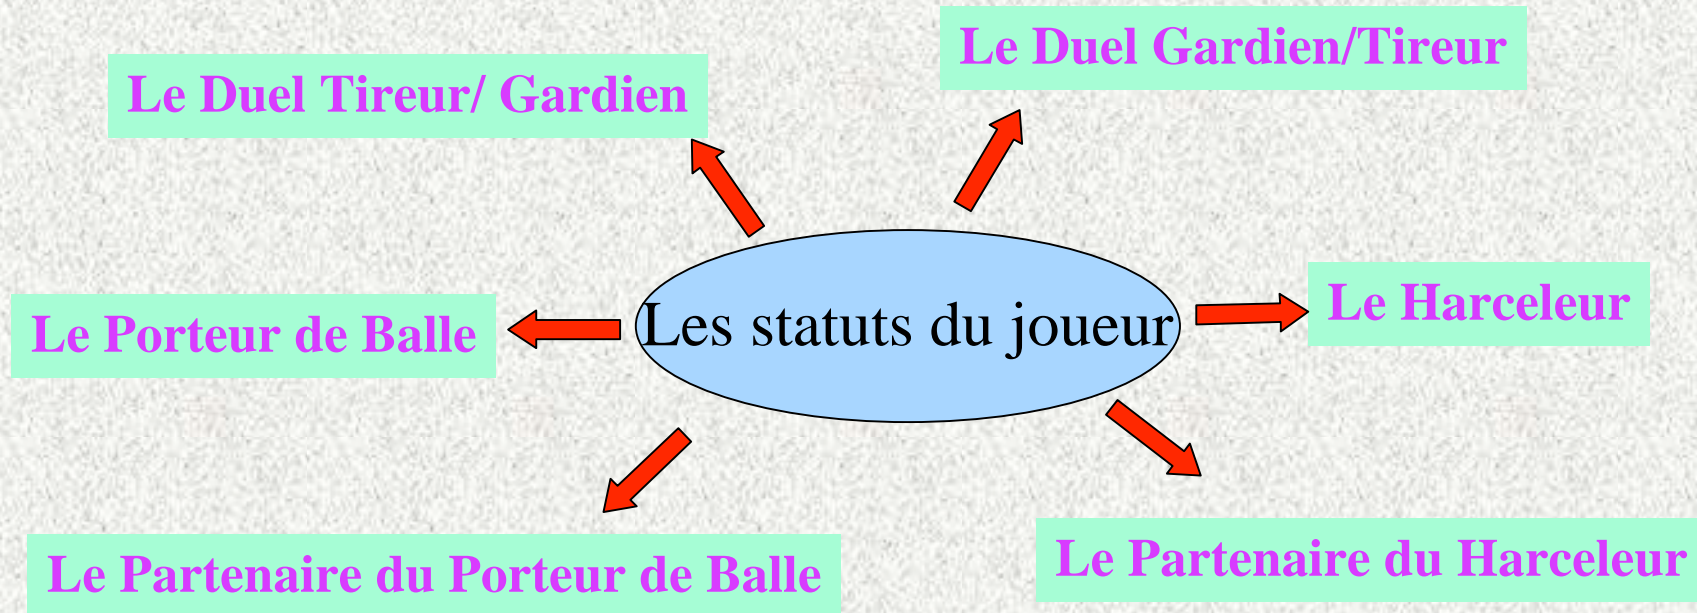 Le Duel Gardien/Tireur
Le Duel Tireur/ Gardien
Le Harceleur
Les statuts du joueur
Le Porteur de Balle
Le Partenaire du Harceleur
Le Partenaire du Porteur de Balle